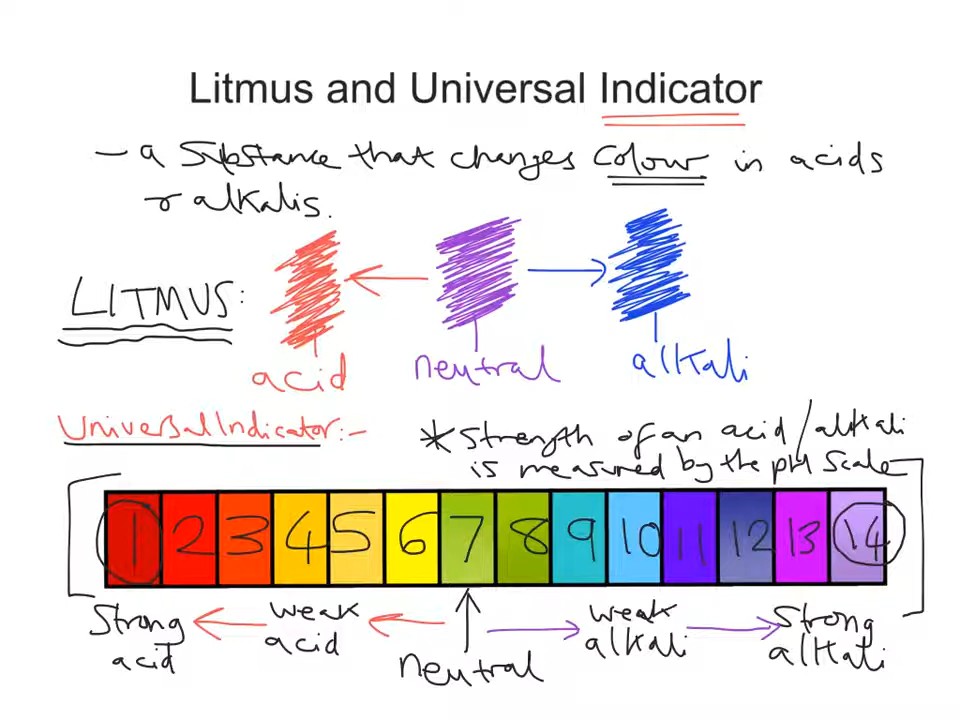 Litmus and Universal Indicator
– a substance that changes colour in acids
or alkalis.
LITMUS:
acid neutral alkali
Universal Indicator:-
* Strength of an acid/alkali
is measured by the pH Scale
1 2 3 4 5 6 7 8 9 10 11 12 13 14
Strong acid
weak acid
neutral
weak alkali
Strong alkali